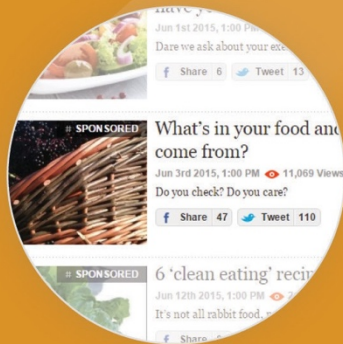 have you
Jun 1st 2015, 1:00 PM
Dare we ask about your exe
Share 6 Tweet 13
# SPONSORED
What's in your food and
come from?
Jun 3rd 2015, 1:00 PM 11,069 Views
Do you check? Do you care?
Share 47 Tweet 110
# SPONSORED
6 'clean eating' recip
Jun 12th 2015, 1:00 PM
It's not all rabbit food,
Share